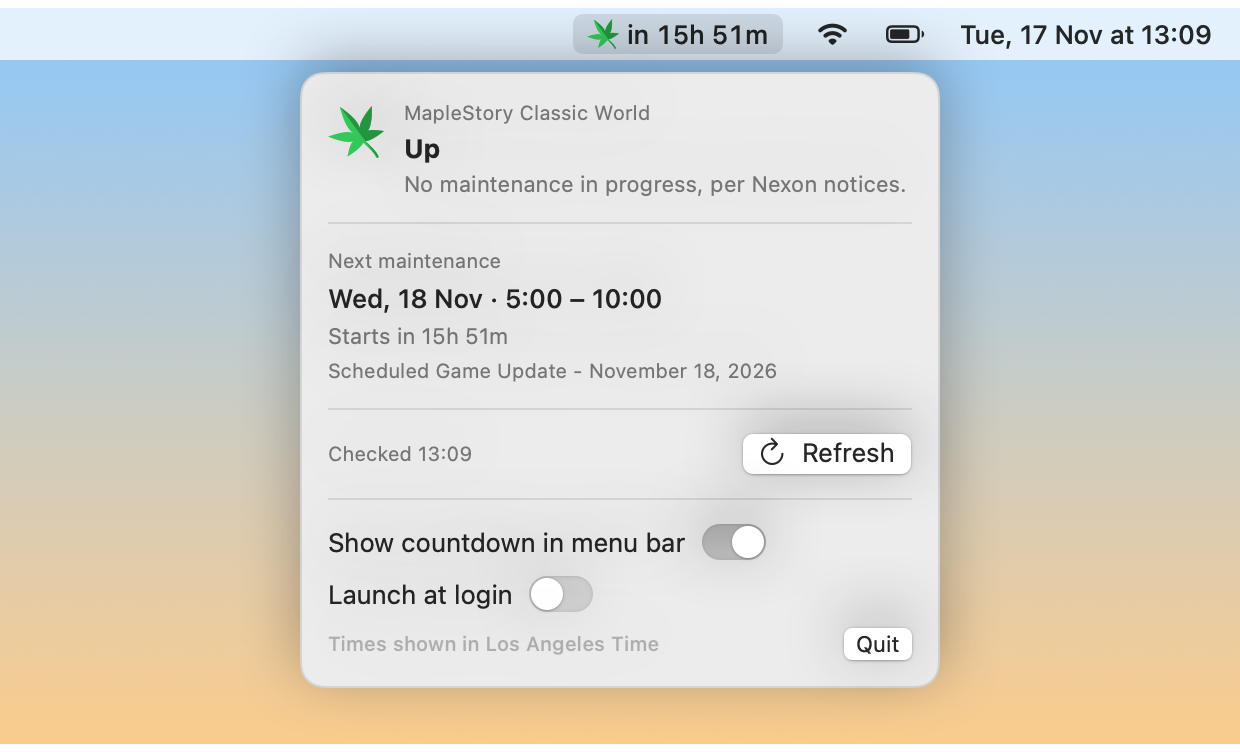 in 15h 51m
Tue, 17 Nov at 13:09
MapleStory Classic World
Up
No maintenance in progress, per Nexon notices.
Next maintenance
Wed, 18 Nov · 5:00 – 10:00
Starts in 15h 51m
Scheduled Game Update - November 18, 2026
Checked 13:09
Refresh
Show countdown in menu bar
Launch at login
Times shown in Los Angeles Time
Quit